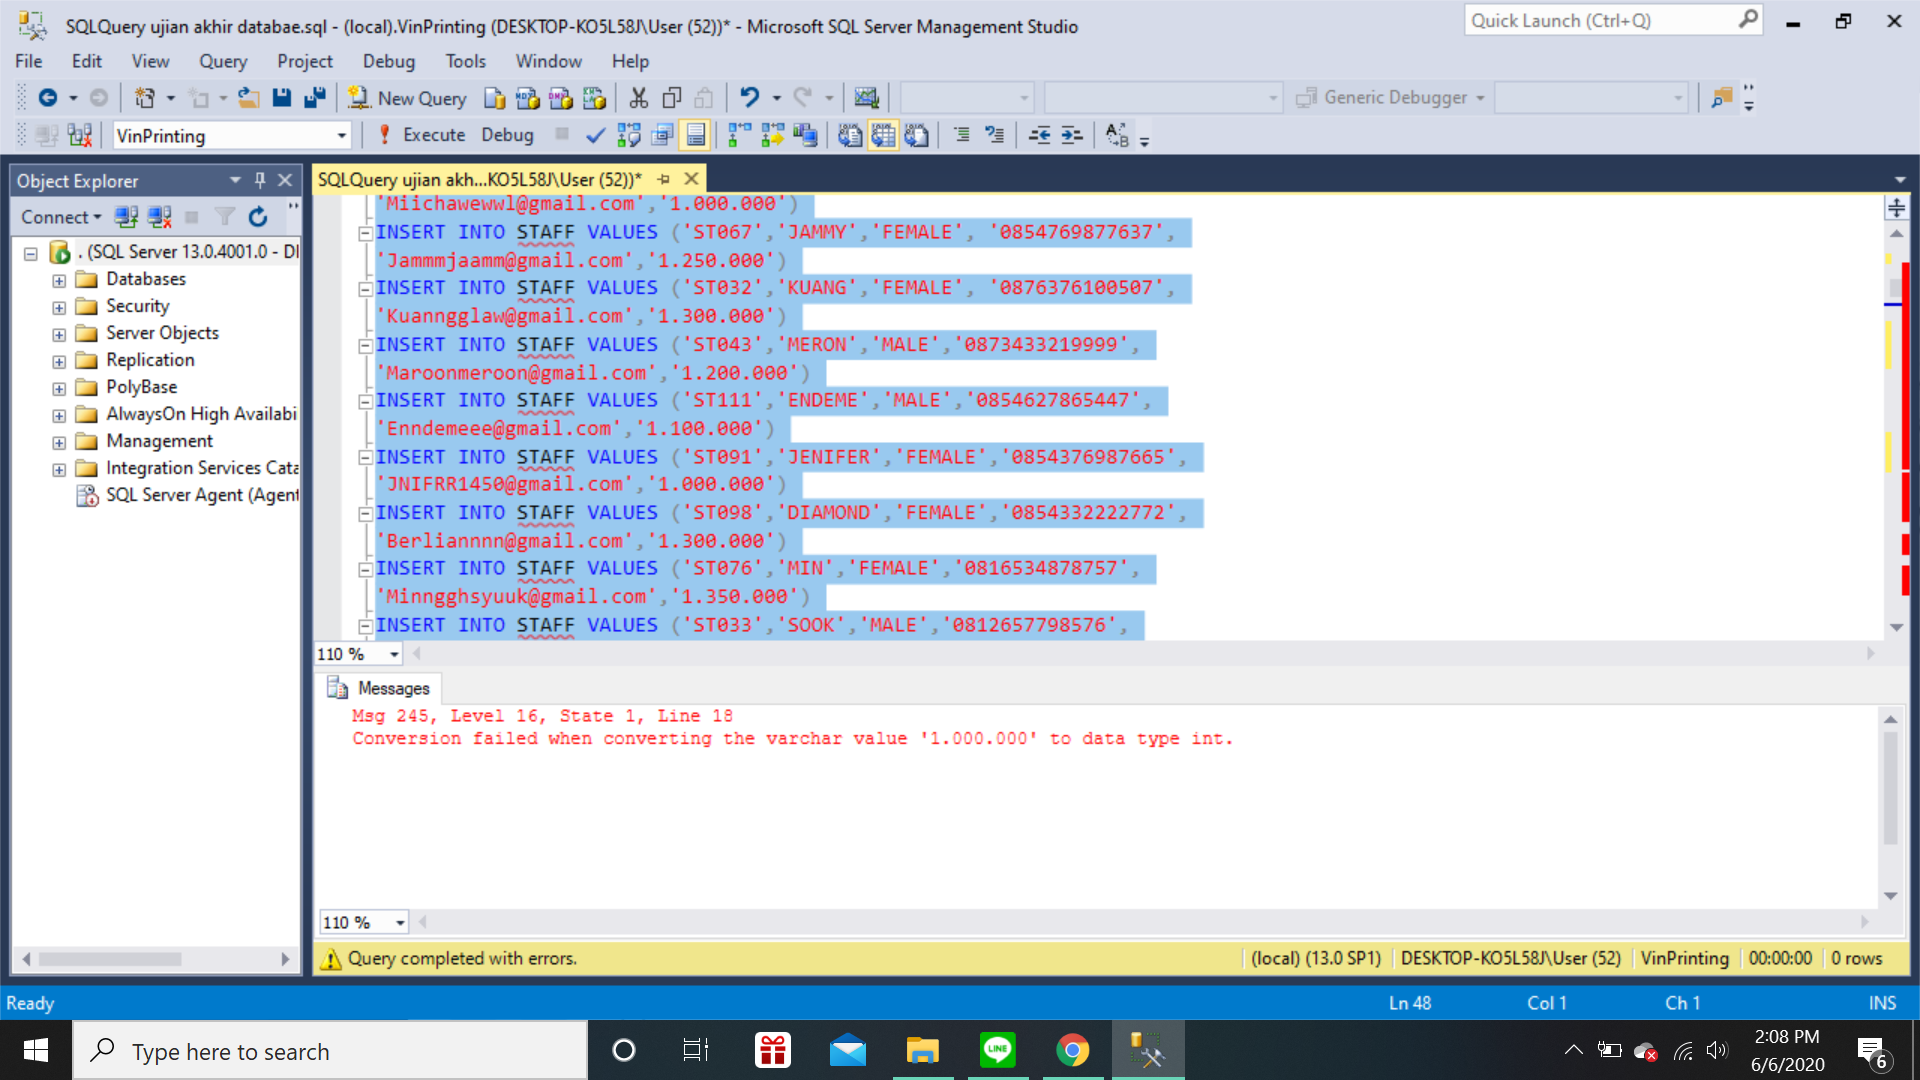 SQLQuery ujian akhir databae.sql - (local).VinPrinting (DESKTOP-KO5L58J\User (52))* - Microsoft SQL Server Management Studio
Quick Launch (Ctrl+Q)
File Edit View Query Project Debug Tools Window Help
New Query
Generic Debugger
VinPrinting
Execute Debug
Object Explorer
Connect
. (SQL Server 13.0.4001.0 - DI
Databases
Security
Server Objects
Replication
PolyBase
AlwaysOn High Availabi
Management
Integration Services Cata
SQL Server Agent (Agent
SQLQuery ujian akh...KO5L58J\User (52))*
'Miichawewwl@gmail.com','1.000.000')
INSERT INTO STAFF VALUES ('ST067','JAMMY','FEMALE', '0854769877637',
'Jammmjaamm@gmail.com','1.250.000')
INSERT INTO STAFF VALUES ('ST032','KUANG','FEMALE', '0876376100507',
'Kuanngglaw@gmail.com','1.300.000')
INSERT INTO STAFF VALUES ('ST043','MERON','MALE','0873433219999',
'Maroonmeroon@gmail.com','1.200.000')
INSERT INTO STAFF VALUES ('ST111','ENDEME','MALE','0854627865447',
'Enndemeee@gmail.com','1.100.000')
INSERT INTO STAFF VALUES ('ST091','JENIFER','FEMALE','0854376987665',
'JNIFRR1450@gmail.com','1.000.000')
INSERT INTO STAFF VALUES ('ST098','DIAMOND','FEMALE','0854332222772',
'Berliannnn@gmail.com','1.300.000')
INSERT INTO STAFF VALUES ('ST076','MIN','FEMALE','0816534878757',
'Minngghsyuuk@gmail.com','1.350.000')
INSERT INTO STAFF VALUES ('ST033','SOOK','MALE','0812657798576',
110 %
Messages
Msg 245, Level 16, State 1, Line 18
Conversion failed when converting the varchar value '1.000.000' to data type int.
110 %
Query completed with errors.
(local) (13.0 SP1) DESKTOP-KO5L58J\User (52) VinPrinting 00:00:00 0 rows
Ready
Ln 48 Col 1 Ch 1 INS
Type here to search
LINE
2:08 PM
6/6/2020
6